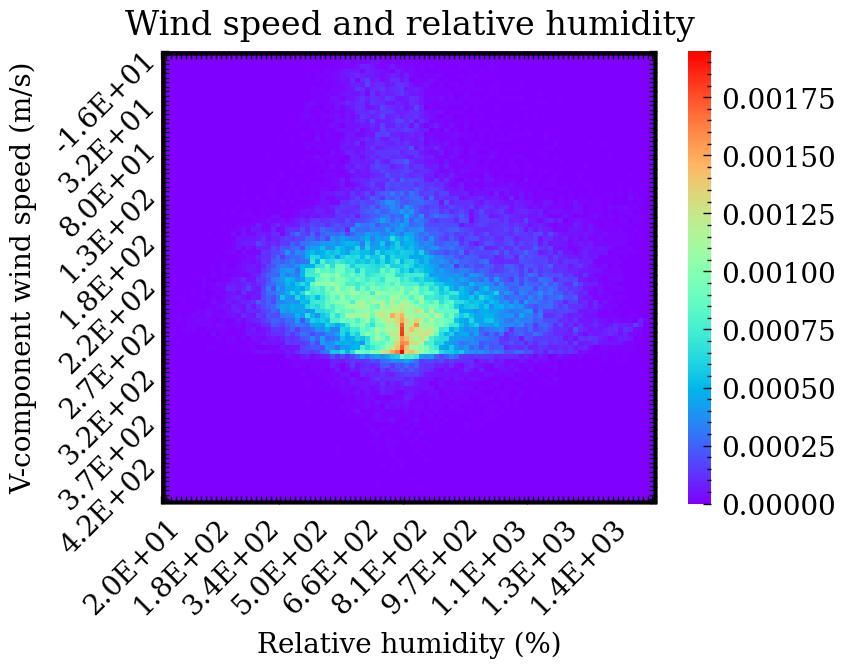 Wind speed and relative humidity
V-component wind speed (m/s)
-1.6E+01
3.2E+01
8.0E+01
1.3E+02
1.8E+02
2.2E+02
2.7E+02
3.2E+02
3.7E+02
4.2E+02
2.0E+01
1.8E+02
3.4E+02
5.0E+02
6.6E+02
8.1E+02
9.7E+02
1.1E+03
1.3E+03
1.4E+03
Relative humidity (%)
0.00175
0.00150
0.00125
0.00100
0.00075
0.00050
0.00025
0.00000